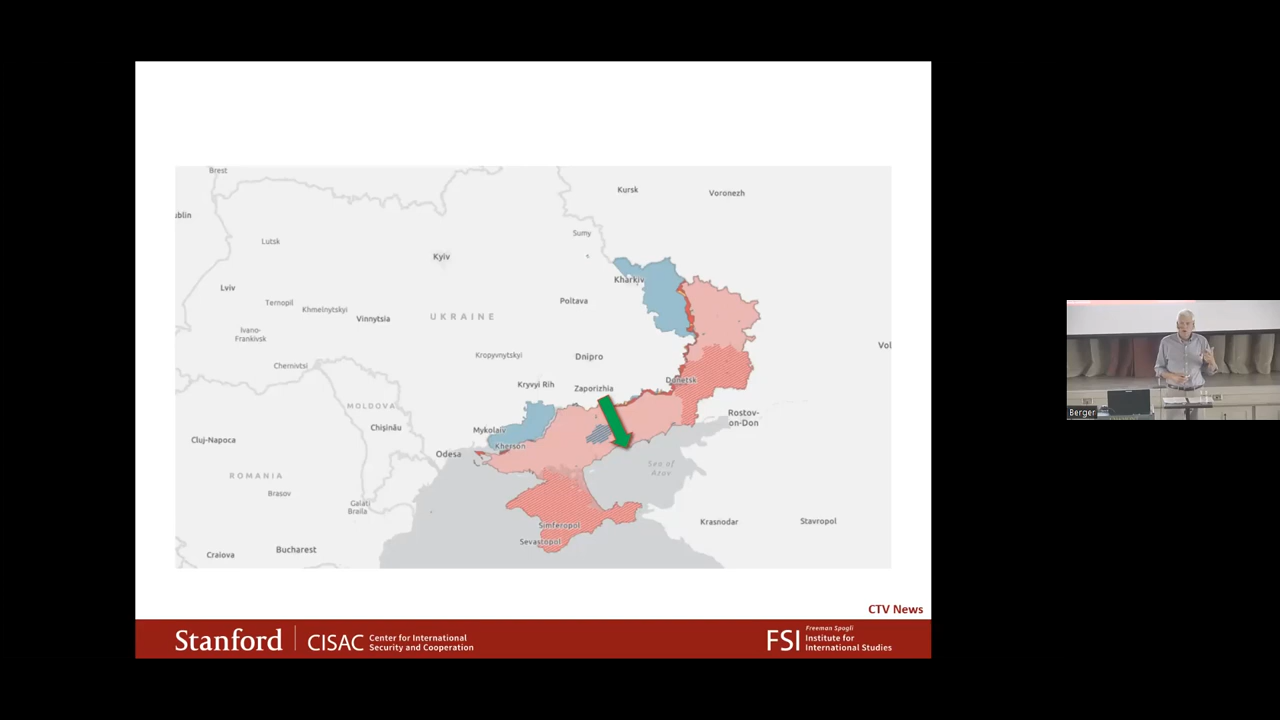 Brest
Kursk
Voronezh
ublin
Sumy
Lutsk
Kyiv
Kharkiv
Lviv
Ternopil
Khmelnytskyi
Vinnytsia
Poltava
UKRAINE
Ivano-
Frankivsk
Vol
Kropyvnytskyi
Dnipro
Chernivtsi
Donetsk
Kryvyi Rih
Zaporizhia
MOLDOVA
Rostov-
on-Don
Chişinău
Mykolaiv
Cluj-Napoca
Kherson
Odesa
Sea of
Azov
ROMANIA
Brasov
Galati
Braila
Simferopol
Krasnodar
Stavropol
Sevastopol
Craiova
Bucharest
CTV News
Stanford
CISAC
Center for International
Security and Cooperation
FSI
Freeman Spogli
Institute for
International Studies
Berger